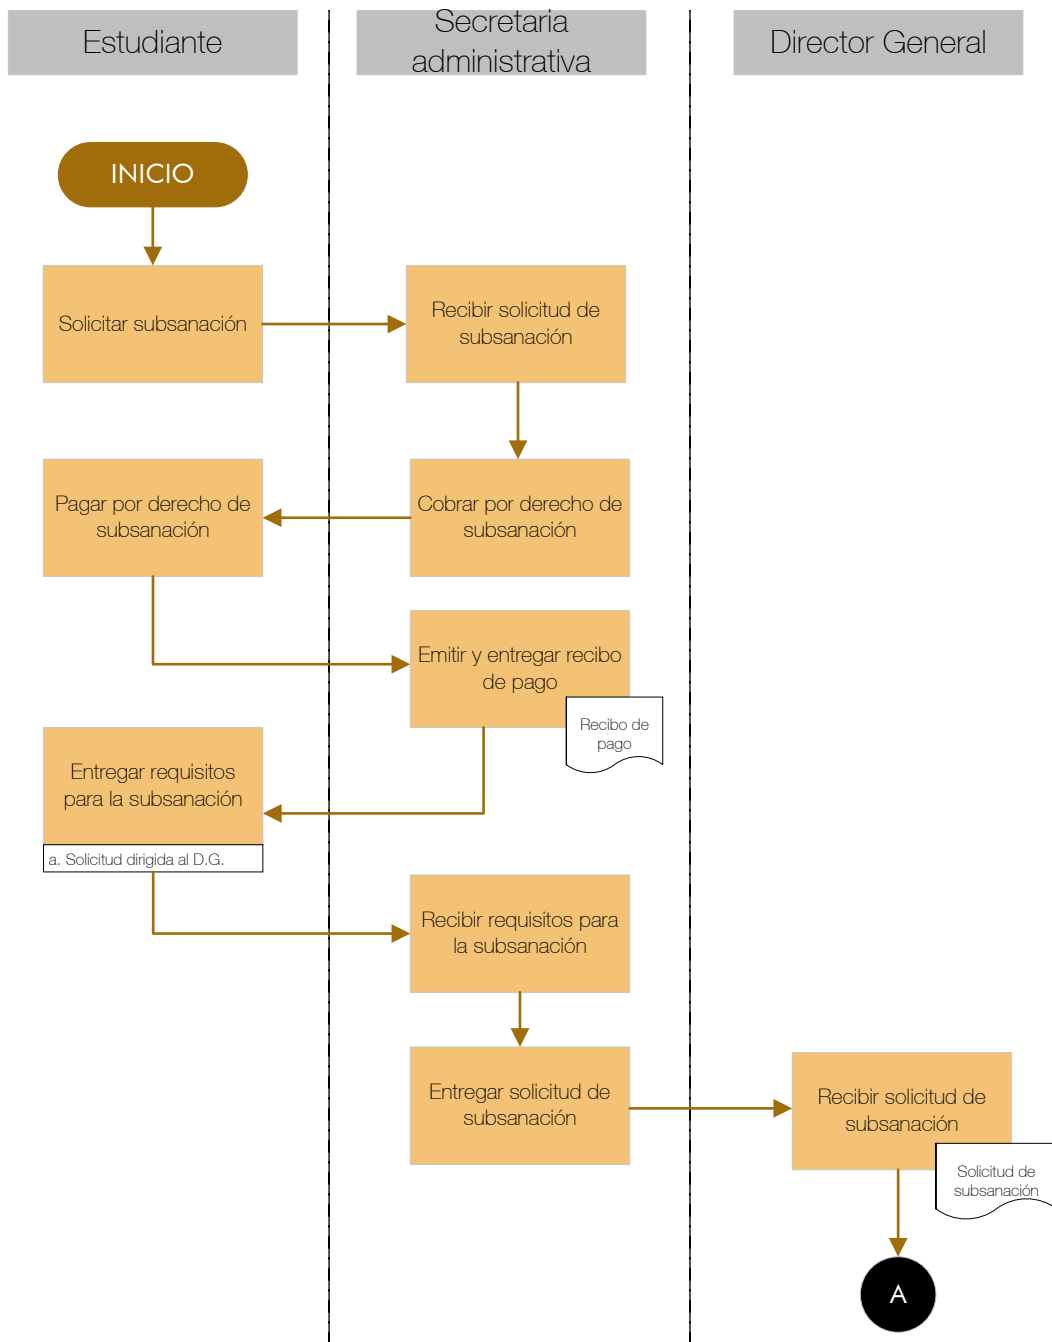 Estudiante
Secretaria
administrativa
Director General
INICIO
Solicitar subsanación
Recibir solicitud de
subsanación
Pagar por derecho de
subsanación
Cobrar por derecho de
subsanación
Emitir y entregar recibo
de pago
Recibo de
pago
Entregar requisitos
para la subsanación
a. Solicitud dirigida al D.G.
Recibir requisitos para
la subsanación
Entregar solicitud de
subsanación
Recibir solicitud de
subsanación
Solicitud de
subsanación
A